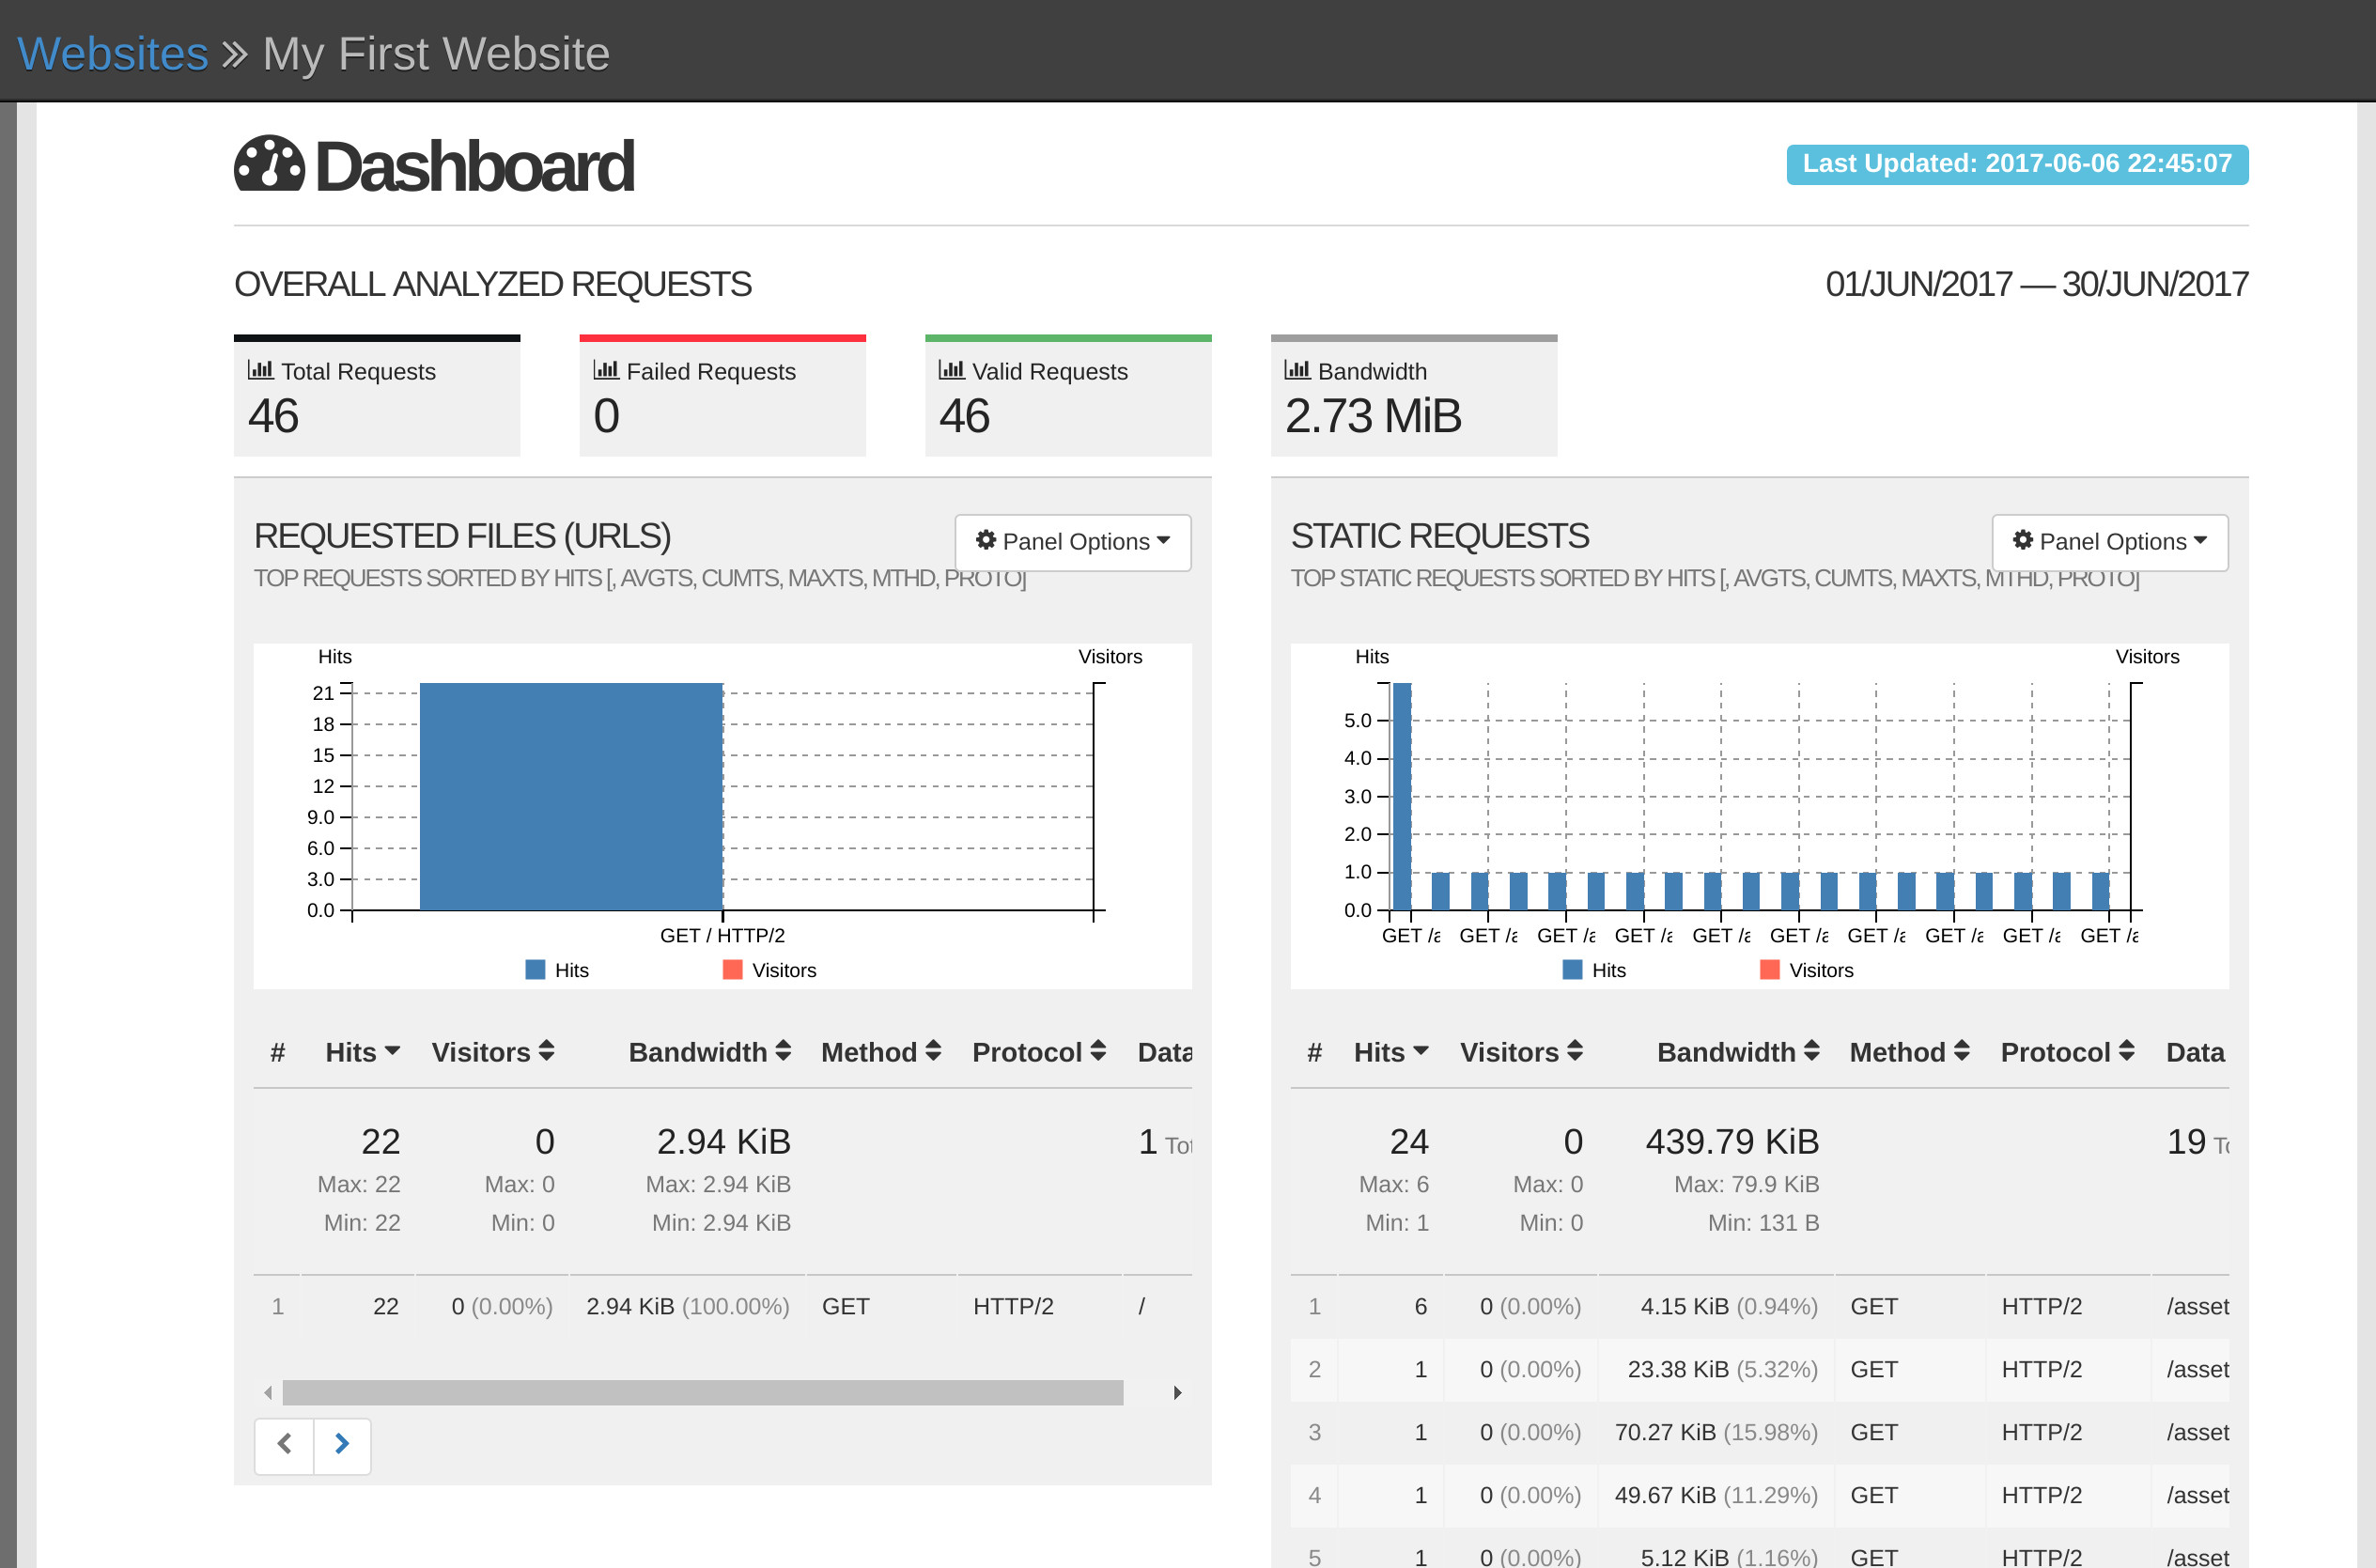 Websites » My First Website
Dashboard
Last Updated: 2017-06-06 22:45:07
OVERALL ANALYZED REQUESTS
01/JUN/2017 — 30/JUN/2017
Total Requests
46
Failed Requests
0
Valid Requests
46
Bandwidth
2.73 MiB
REQUESTED FILES (URLS)
Panel Options
TOP REQUESTS SORTED BY HITS [, AVGTS, CUMTS, MAXTS, MTHD, PROTO]
Hits
Visitors
21
18
15
12
9.0
6.0
3.0
0.0
GET / HTTP/2
Hits Visitors
# Hits Visitors Bandwidth Method Protocol Data
22 0 2.94 KiB 1 Tot
Max: 22 Max: 0 Max: 2.94 KiB
Min: 22 Min: 0 Min: 2.94 KiB
1 22 0 (0.00%) 2.94 KiB (100.00%) GET HTTP/2 /
STATIC REQUESTS
Panel Options
TOP STATIC REQUESTS SORTED BY HITS [, AVGTS, CUMTS, MAXTS, MTHD, PROTO]
Hits
Visitors
5.0
4.0
3.0
2.0
1.0
0.0
GET /a GET /a GET /a GET /a GET /a GET /a GET /a GET /a GET /a GET /a
Hits Visitors
# Hits Visitors Bandwidth Method Protocol Data
24 0 439.79 KiB 19 To
Max: 6 Max: 0 Max: 79.9 KiB
Min: 1 Min: 0 Min: 131 B
1 6 0 (0.00%) 4.15 KiB (0.94%) GET HTTP/2 /asset
2 1 0 (0.00%) 23.38 KiB (5.32%) GET HTTP/2 /asset
3 1 0 (0.00%) 70.27 KiB (15.98%) GET HTTP/2 /asset
4 1 0 (0.00%) 49.67 KiB (11.29%) GET HTTP/2 /asset
5 1 0 (0.00%) 5.12 KiB (1.16%) GET HTTP/2 /asset